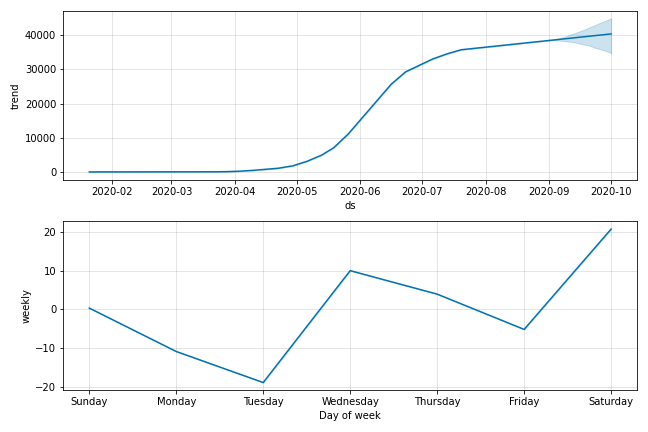 40000
30000
20000
10000
0
trend
2020-02 2020-03 2020-04 2020-05 2020-06 2020-07 2020-08 2020-09 2020-10
ds
20
10
0
−10
−20
weekly
Sunday Monday Tuesday Wednesday Thursday Friday Saturday
Day of week